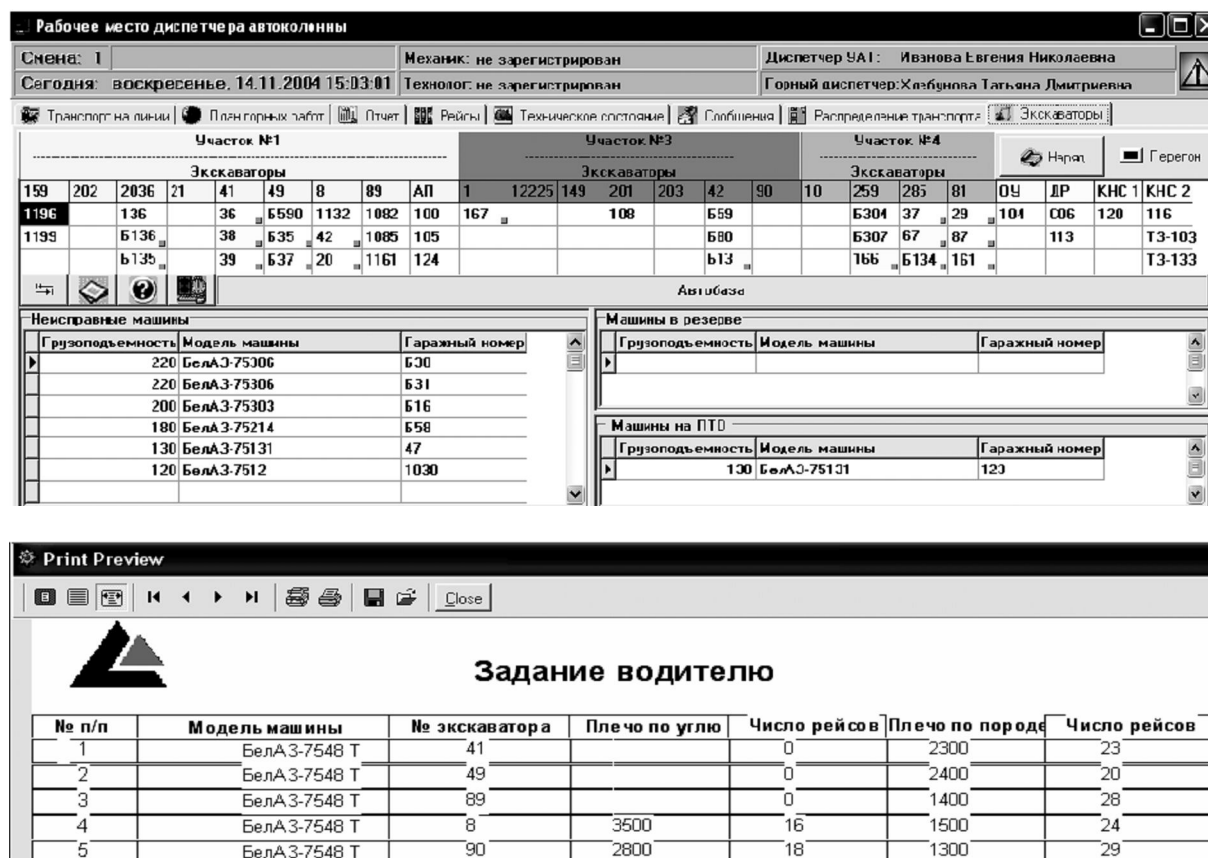 Рабочее место диспетчера автоколонны
Смена: 1 Механик: не зарегистрирован Диспетчер УАТ: Иванова Евгения Николаевна
Сегодня: воскресенье, 14.11.2004 15:03:01 Технолог: не зарегистрирован Горный диспетчер: Татьяна Дмитриевна
Транспорт на линии План горных работ Отчет Рейсы Техническое состояние Сообщения Распределение транспорта Экскаваторы
Участок №1 Участок №3 Участок №4
Экскаваторы Экскаваторы Экскаваторы Наряд Перегон
159 202 2036 21 41 49 8 89 АП 1 12225 149 201 203 42 90 10 259 285 81 ОУ ДР КНС 1 КНС 2
1196 136 36 Б590 1132 1082 100 167 108 Б59 Б304 37 29 104 С06 120 116
1199 Б136 38 Б35 42 1085 105 Б80 Б307 67 87 113 ТЗ-103
Б135 39 Б37 20 1161 124 Б13 166 Б134 161 ТЗ-133
Автобаза
Неисправные машины Машины в резерве
Грузоподъемность Модель машины Гаражный номер Грузоподъемность Модель машины Гаражный номер
220 БелАЗ-75306 Б30
220 БелАЗ-75306 Б31
200 БелАЗ-75303 Б16
180 БелАЗ-75214 Б58 Машины на ПТО
130 БелАЗ-75131 47 Грузоподъемность Модель машины Гаражный номер
120 БелАЗ-7512 1030 130 БелАЗ-75131 123
Print Preview
Close
Задание водителю
№ п/п Модель машины № экскаватора Плечо по углю Число рейсов Плечо по породе Число рейсов
1 БелАЗ-7548 Т 41 0 2300 23
2 БелАЗ-7548 Т 49 0 2400 20
3 БелАЗ-7548 Т 89 0 1400 28
4 БелАЗ-7548 Т 8 3500 16 1500 24
5 БелАЗ-7548 Т 90 2800 18 1300 29